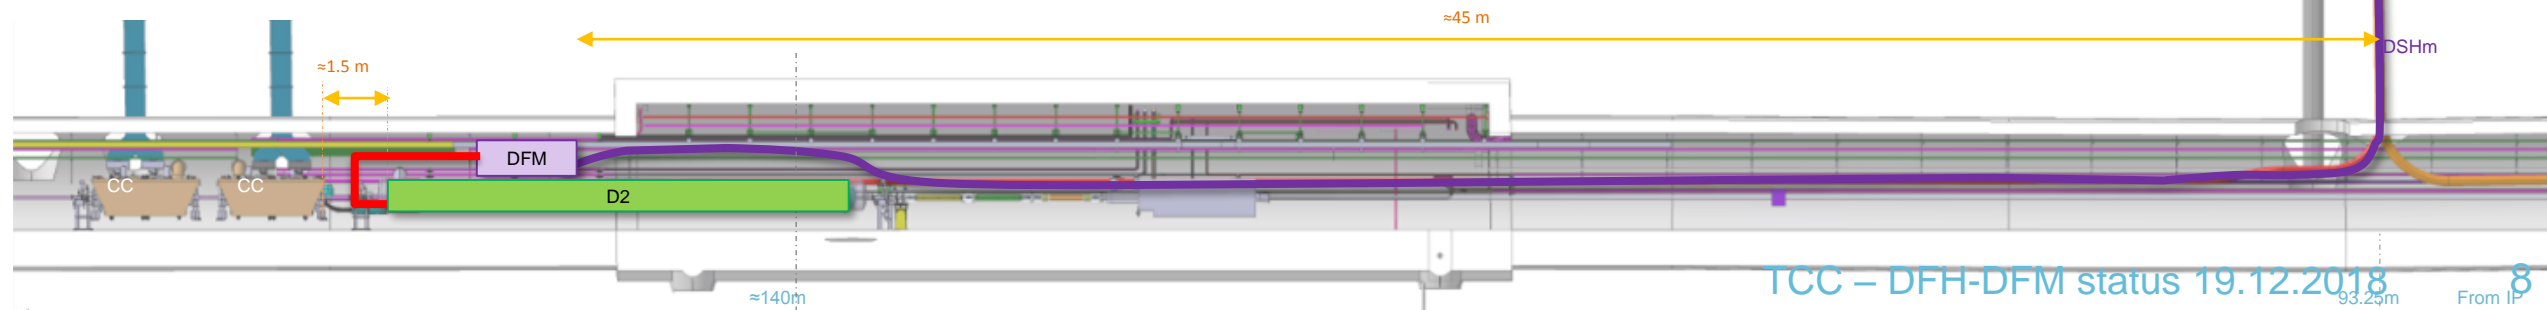 ≈45 m
DSHm
≈1.5 m
DFM
CC
CC
D2
TCC – DFH-DFM status 19.12.2018
8
≈140m
93.25m
From IP